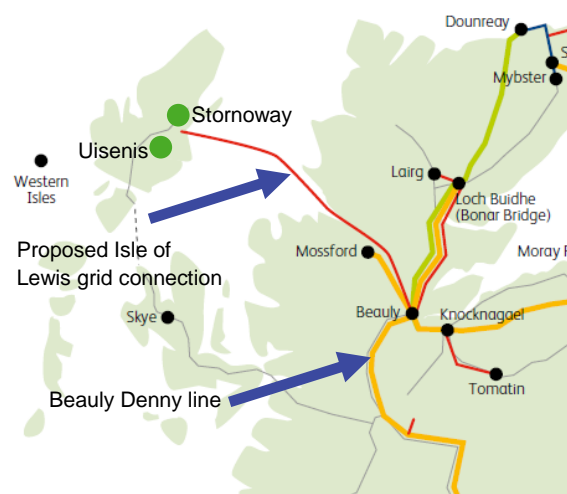 Dounreay
S
Mybster
Stornoway
Uisenis
Western
Isles
Lairg
Loch Buidhe
(Bonar Bridge)
Proposed Isle of
Lewis grid connection
Mossford
Moray F
Skye
Beauly
Knocknagael
Tomatin
Beauly Denny line